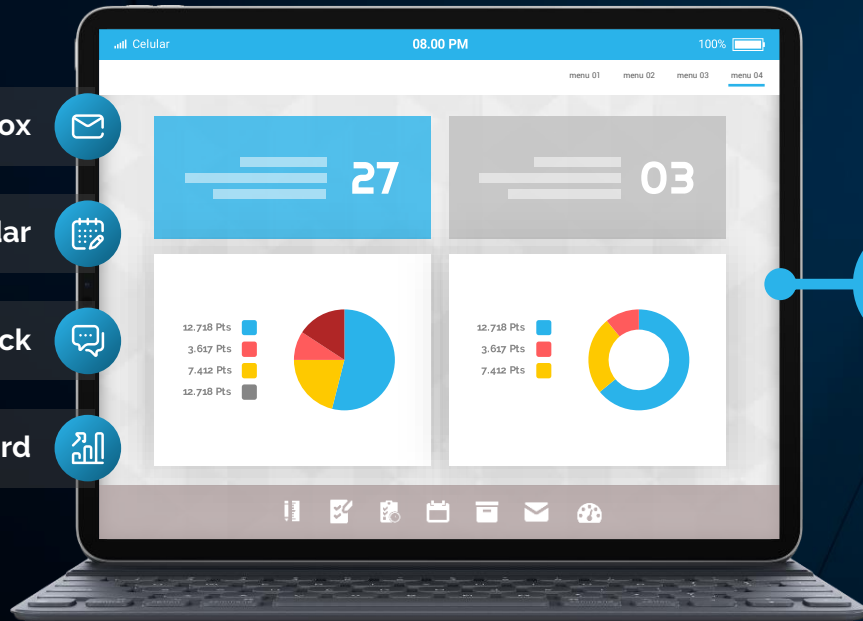 Celular
08.00 PM
100%
menu 01
menu 02
menu 03
menu 04
ox
27
03
lar
12.718 Pts
3.617 Pts
7.412 Pts
12.718 Pts
12.718 Pts
3.617 Pts
7.412 Pts
ck
rd